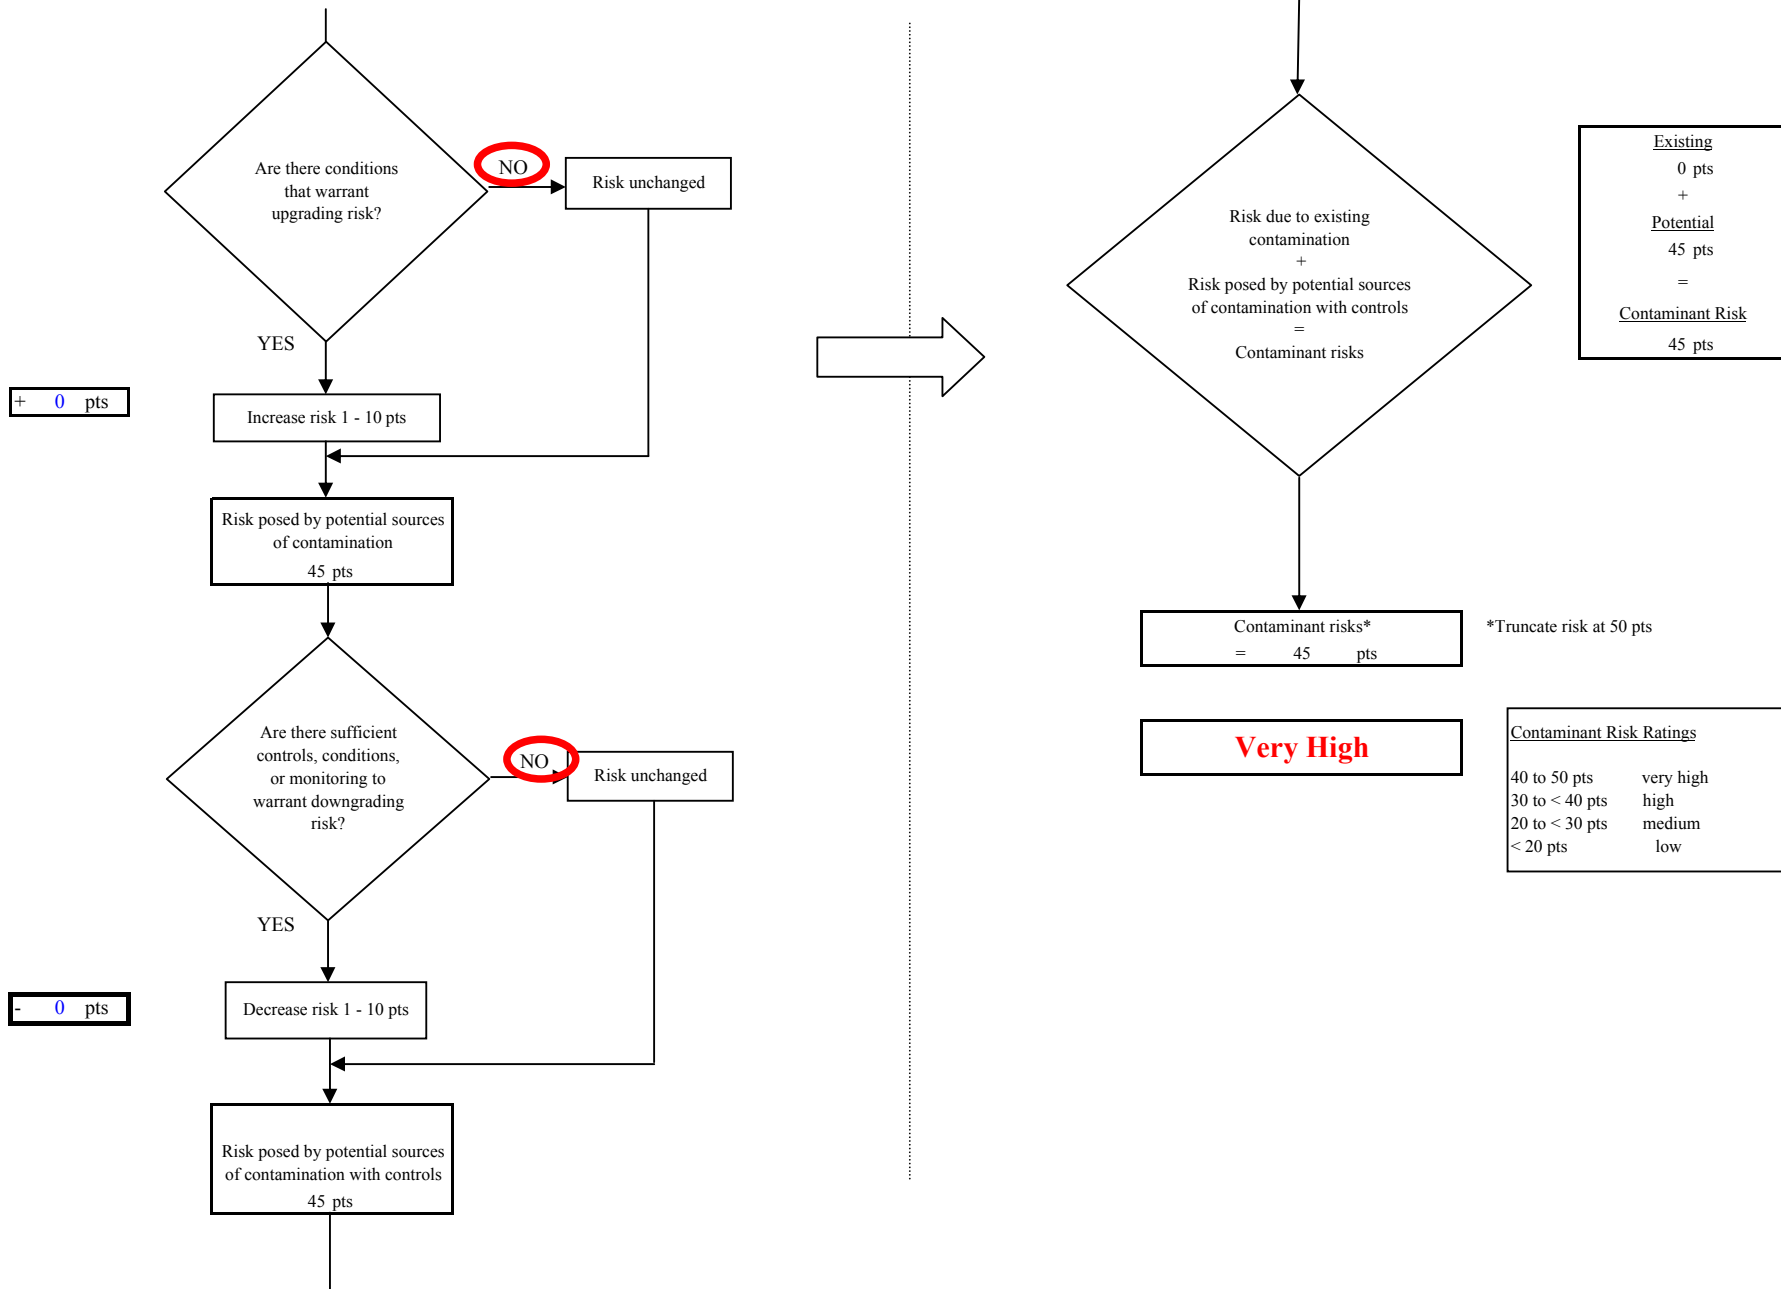 Are there conditions
that warrant
upgrading risk?
NO
Risk unchanged
YES
+ 0 pts
Increase risk 1 - 10 pts
Risk posed by potential sources
of contamination
45 pts
Are there sufficient
controls, conditions,
or monitoring to
warrant downgrading
risk?
NO
Risk unchanged
YES
- 0 pts
Decrease risk 1 - 10 pts
Risk posed by potential sources
of contamination with controls
45 pts
Risk due to existing
contamination
+
Risk posed by potential sources
of contamination with controls
=
Contaminant risks
Existing
0 pts
+
Potential
45 pts
=
Contaminant Risk
45 pts
Contaminant risks*
= 45 pts
*Truncate risk at 50 pts
Very High
Contaminant Risk Ratings
40 to 50 pts very high
30 to < 40 pts high
20 to < 30 pts medium
< 20 pts low